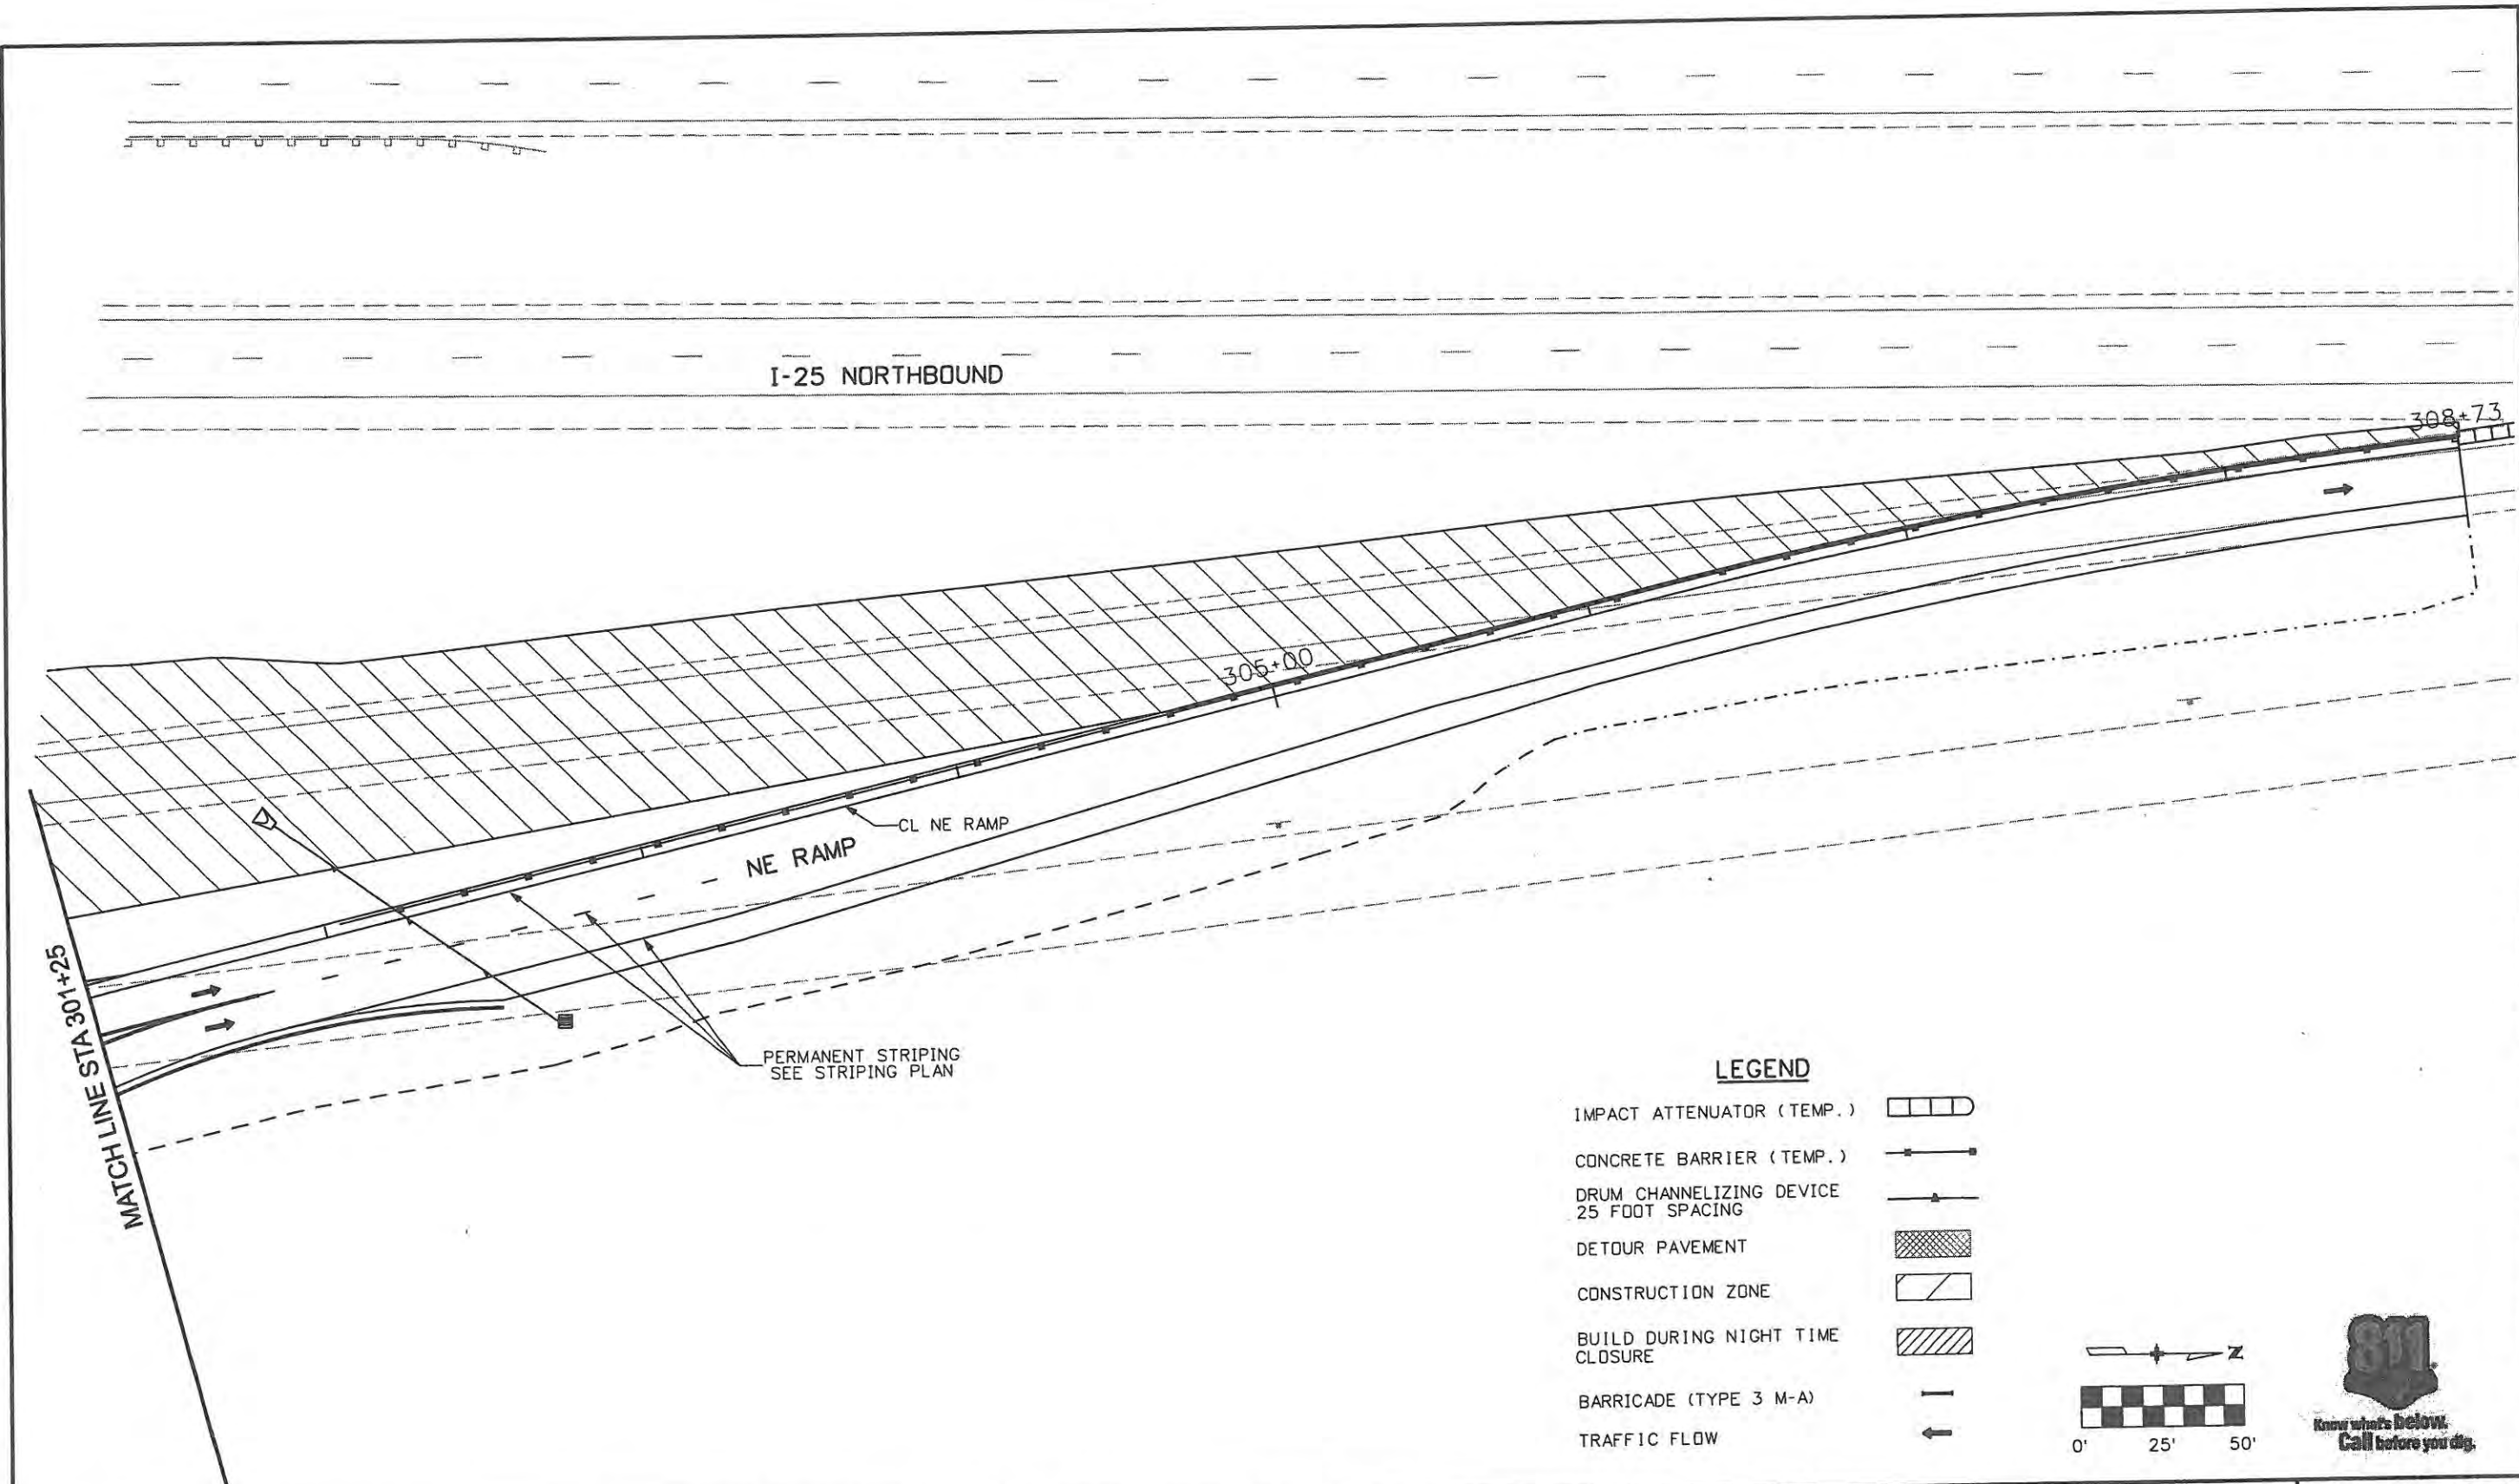 I-25 NORTHBOUND
308+73
305+00
CL NE RAMP
NE RAMP
MATCH LINE STA 301+25
PERMANENT STRIPING
SEE STRIPING PLAN
LEGEND
IMPACT ATTENUATOR (TEMP.)
CONCRETE BARRIER (TEMP.)
DRUM CHANNELIZING DEVICE
25 FOOT SPACING
DETOUR PAVEMENT
CONSTRUCTION ZONE
BUILD DURING NIGHT TIME
CLOSURE
BARRICADE (TYPE 3 M-A)
TRAFFIC FLOW
Z
0' 25' 50'
811
Know what's below.
Call before you dig.